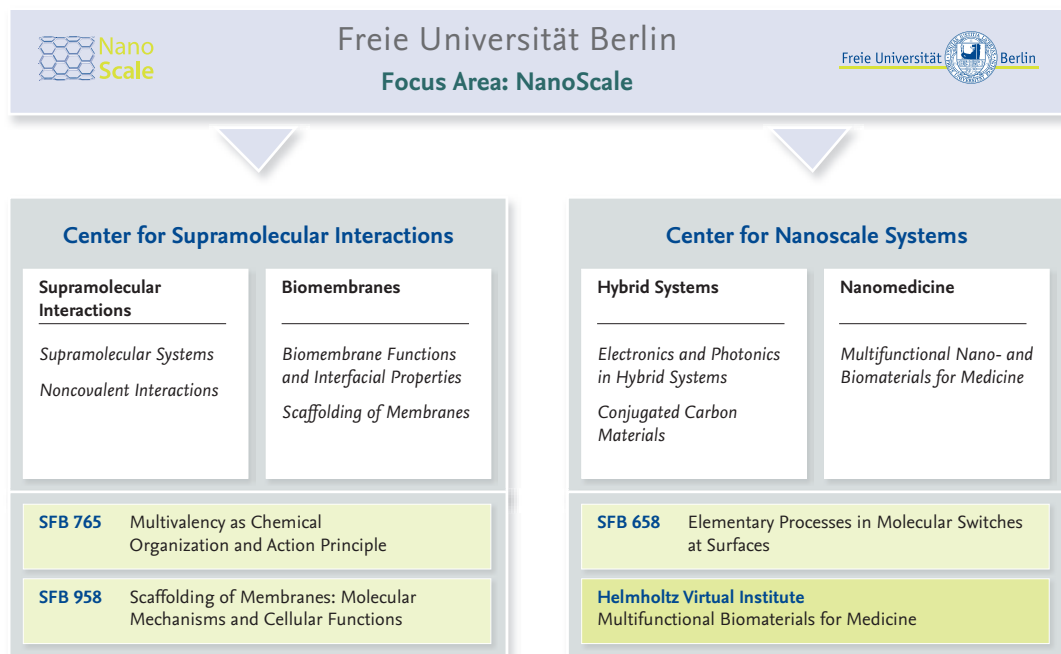 Nano
Scale
Freie Universität Berlin
Focus Area: NanoScale
Freie Universität Berlin
Center for Supramolecular Interactions
Supramolecular
Interactions
Supramolecular Systems
Noncovalent Interactions
Biomembranes
Biomembrane Functions
and Interfacial Properties
Scaffolding of Membranes
SFB 765 Multivalency as Chemical
Organization and Action Principle
SFB 958 Scaffolding of Membranes: Molecular
Mechanisms and Cellular Functions
Center for Nanoscale Systems
Hybrid Systems
Electronics and Photonics
in Hybrid Systems
Conjugated Carbon
Materials
Nanomedicine
Multifunctional Nano- and
Biomaterials for Medicine
SFB 658 Elementary Processes in Molecular Switches
at Surfaces
Helmholtz Virtual Institute
Multifunctional Biomaterials for Medicine